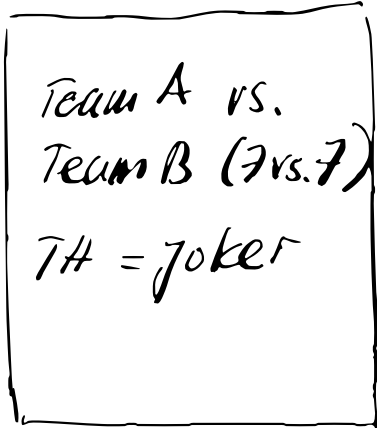 Team A vs.
Team B (7vs.7)
TH = Joker